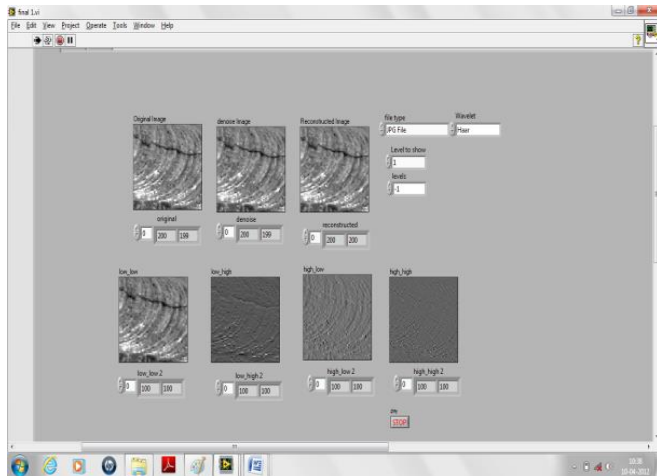 final 1.vi
File Edit View Project Operate Tools Window Help
Original Image denoise Image Reconstructed Image file type Wavelet
JPG File Haar
Level to show
1
levels
-1
original denoise reconstructed
0 200 199 0 200 199 0 200 200
low_low low_high high_low high_high
low_low 2 low_high 2 high_low 2 high_high 2
0 100 100 0 100 100 0 100 100 0 100 100
STOP
10-04-2012